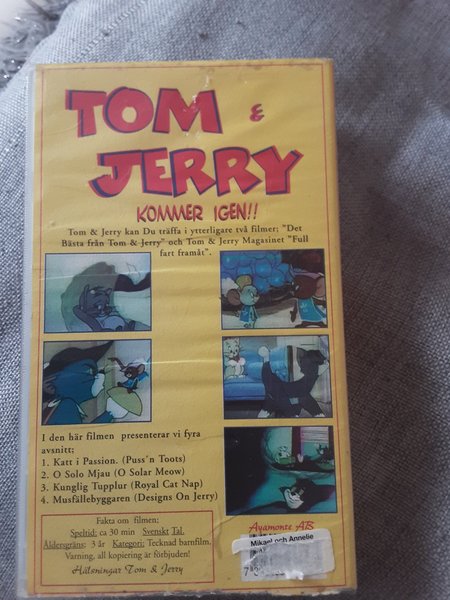 TOM &
JERRY
KOMMER IGEN!!
Tom & Jerry kan Du träffa i ytterligare två filmer; "Det
Bästa från Tom & Jerry" och Tom & Jerry Magasinet "Full
fart framåt".
I den här filmen presenterar vi fyra
avsnitt;
1. Katt i Passion. (Puss'n Toots)
2. O Solo Mjau (O Solar Meow)
3. Kunglig Tupplur (Royal Cat Nap)
4. Musfällebyggaren (Designs On Jerry)
Fakta om filmen;
Speltid: ca 30 min Svenskt Tal.
Åldersgräns: 3 år Kategori: Tecknad barnfilm.
Varning, all kopiering är förbjuden!
Hälsningar Tom & Jerry
Ayamonte AB
Mikael och Annelie
7